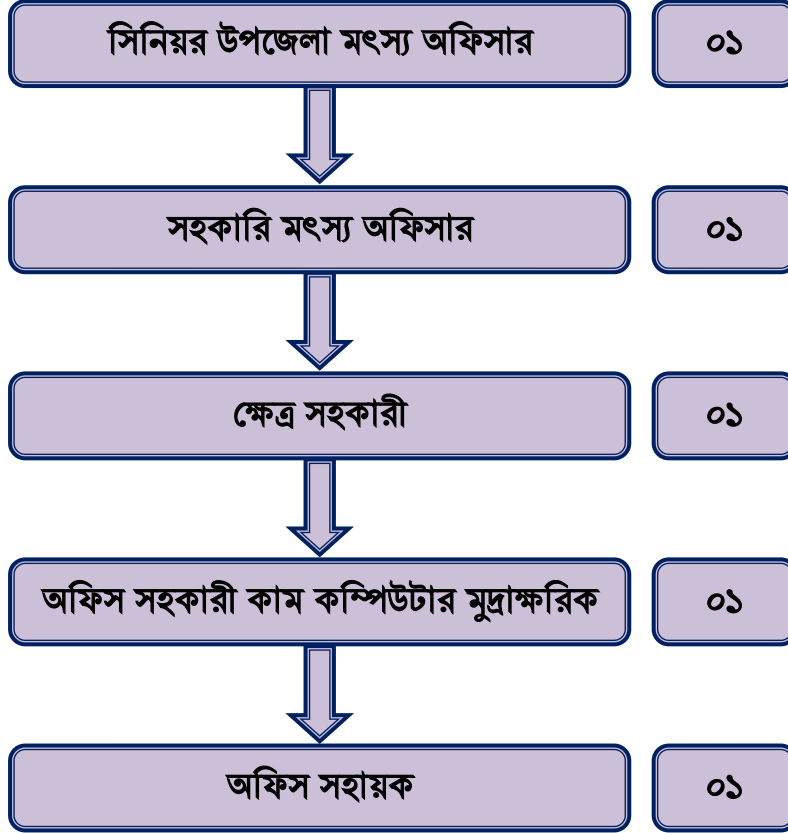 সিনিয়র উপজেলা মৎস্য অফিসার ০১
সহকারি মৎস্য অফিসার ০১
ক্ষেত্র সহকারী ০১
অফিস সহকারী কাম কম্পিউটার মুদ্রাক্ষরিক ০১
অফিস সহায়ক ০১